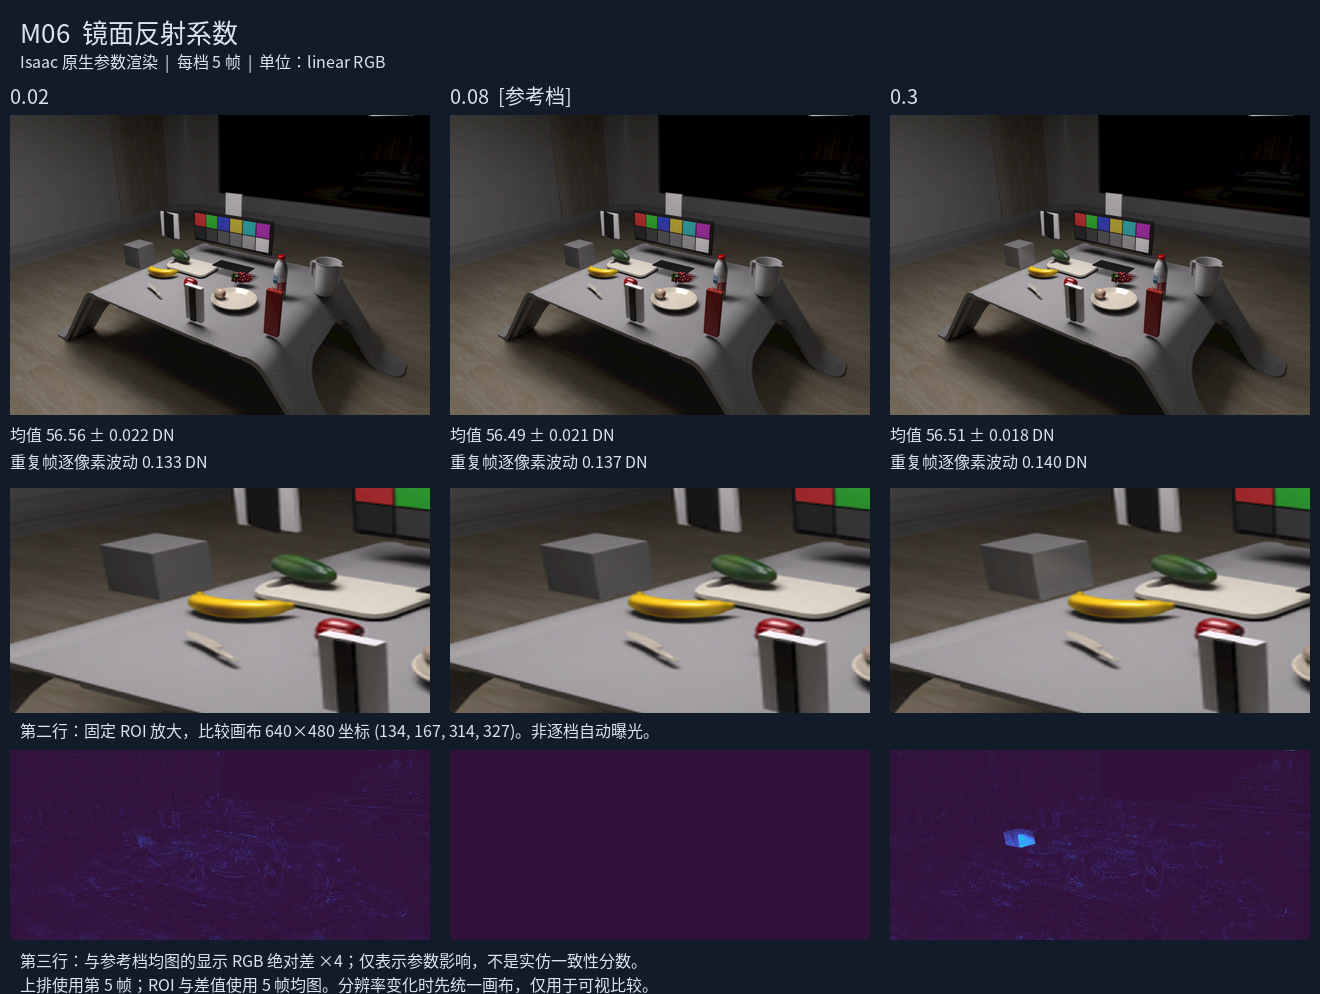 M06 镜面反射系数
Isaac 原生参数渲染 | 每档 5 帧 | 单位：linear RGB
0.02
0.08 [参考档]
0.3
均值 56.56 ± 0.022 DN
均值 56.49 ± 0.021 DN
均值 56.51 ± 0.018 DN
重复帧逐像素波动 0.133 DN
重复帧逐像素波动 0.137 DN
重复帧逐像素波动 0.140 DN
第二行：固定 ROI 放大，比较画布 640×480 坐标 (134, 167, 314, 327)。非逐档自动曝光。
第三行：与参考档均图的显示 RGB 绝对差 ×4；仅表示参数影响，不是实仿一致性分数。
上排使用第 5 帧；ROI 与差值使用 5 帧均图。分辨率变化时先统一画布，仅用于可视比较。